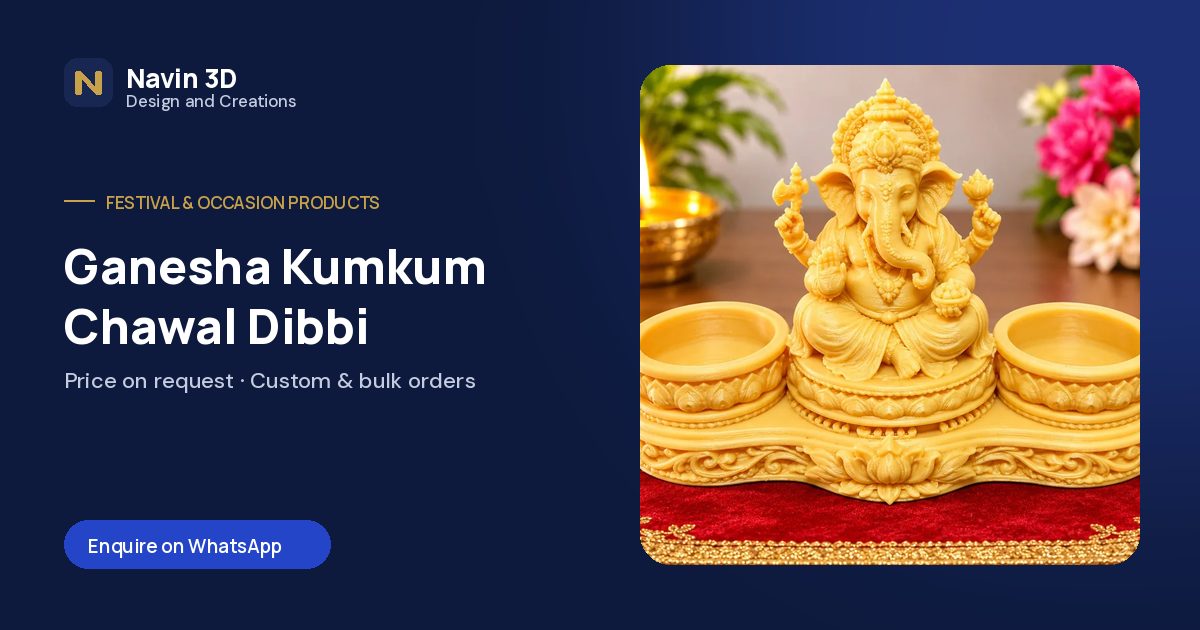 N
Navin 3D
Design and Creations
FESTIVAL & OCCASION PRODUCTS
Ganesha Kumkum
Chawal Dibbi
Price on request · Custom & bulk orders
Enquire on WhatsApp